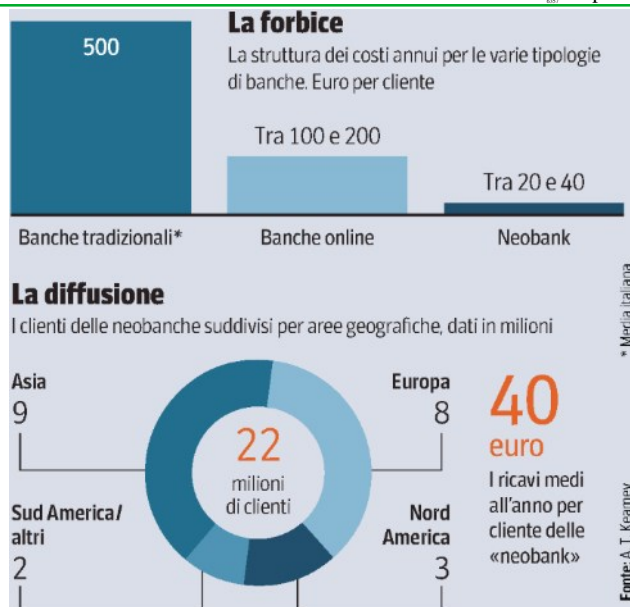 La forbice
La struttura dei costi annui per le varie tipologie
di banche. Euro per cliente
500
Tra 100 e 200
Tra 20 e 40
Banche tradizionali*
Banche online
Neobank
* Media italiana
La diffusione
I clienti delle neobanche suddivisi per aree geografiche, dati in milioni
Asia
9
Europa
8
22
milioni
di clienti
Sud America/
altri
2
Nord
America
3
40
euro
I ricavi medi
all'anno per
cliente delle
«neobank»
Fonte: A.T. Kearney